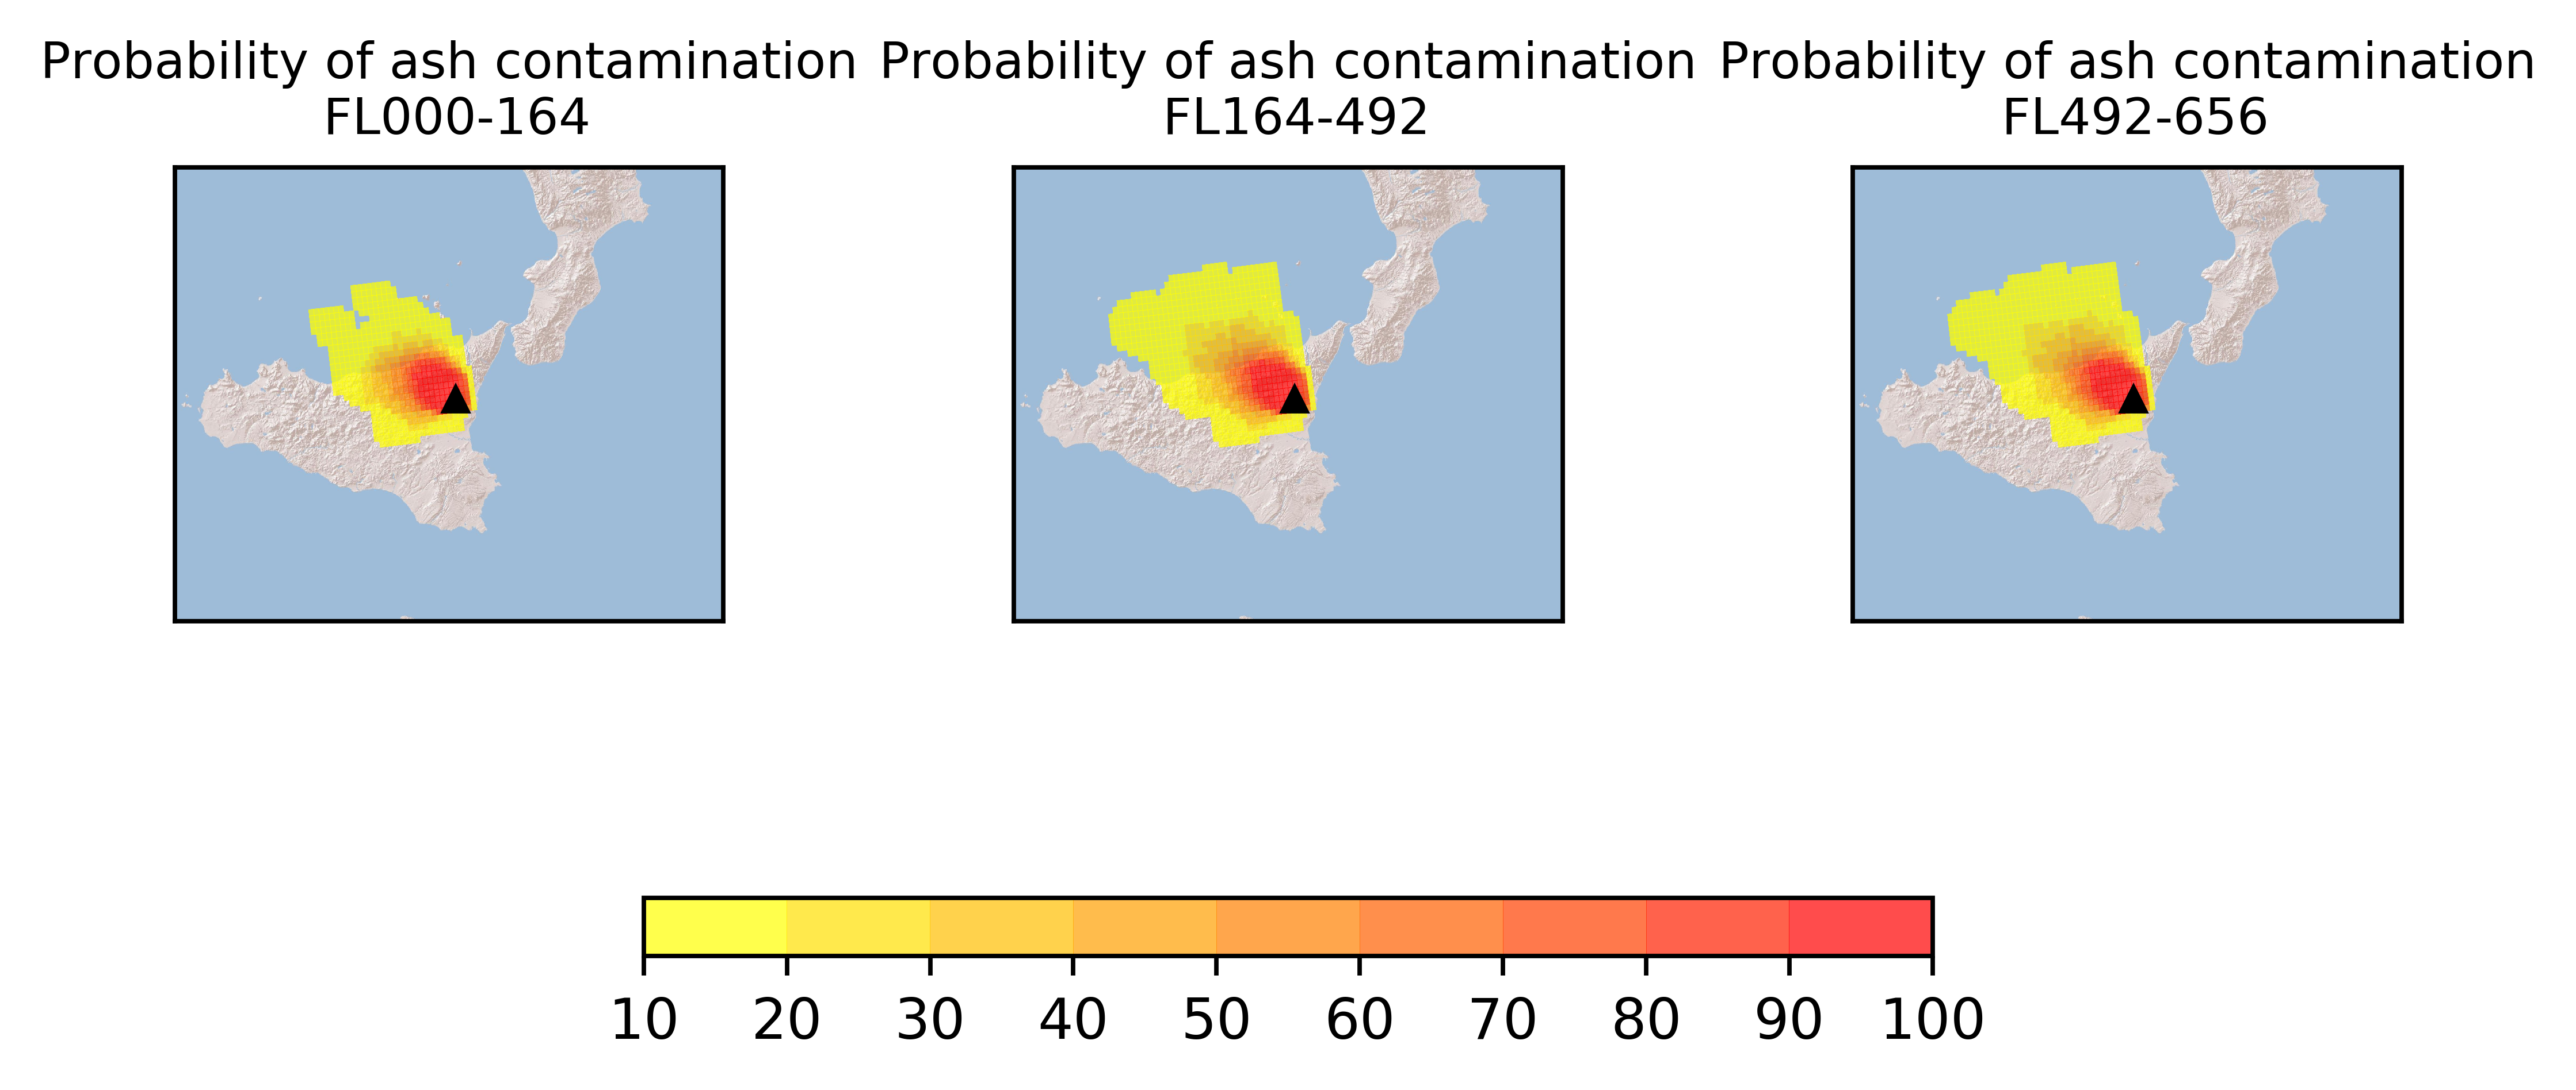 Probability of ash contamination
FL000-164
Probability of ash contamination
FL164-492
Probability of ash contamination
FL492-656
10 20 30 40 50 60 70 80 90 100